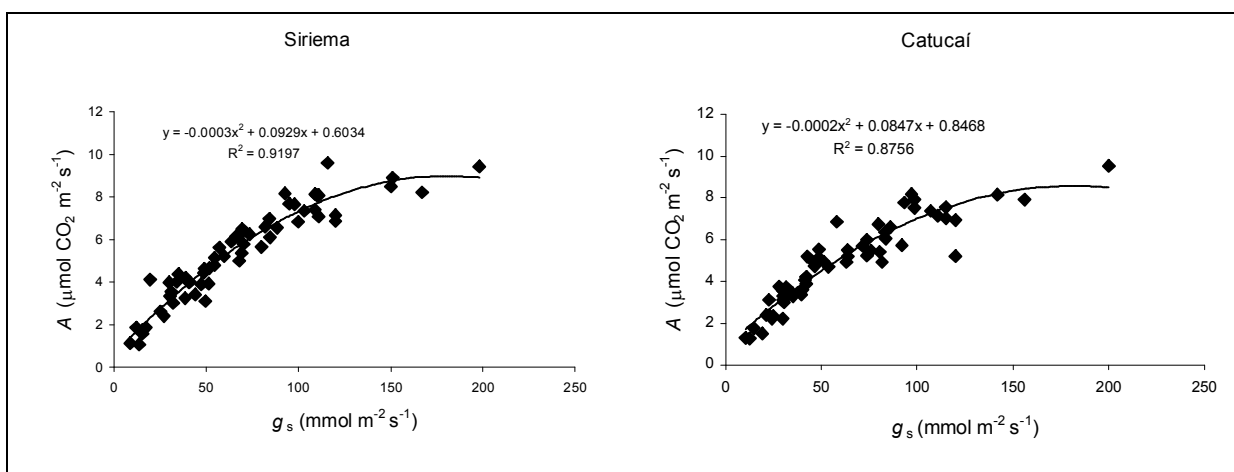 Siriema
12
10
8
6
4
2
0
y = -0.0003x² + 0.0929x + 0.6034
R² = 0.9197
A (μmol CO₂ m⁻² s⁻¹)
0 50 100 150 200 250
gₛ (mmol m⁻² s⁻¹)
Catucaí
12
10
8
6
4
2
0
y = -0.0002x² + 0.0847x + 0.8468
R² = 0.8756
A (μmol CO₂ m⁻² s⁻¹)
0 50 100 150 200 250
gₛ (mmol m⁻² s⁻¹)